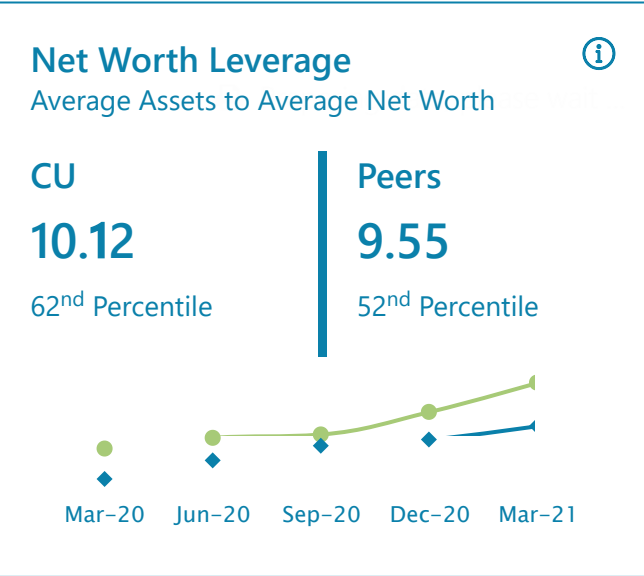 Net Worth Leverage
Average Assets to Average Net Worth
CU
Peers
10.12
9.55
62nd Percentile
52nd Percentile
Mar-20 Jun-20 Sep-20 Dec-20 Mar-21